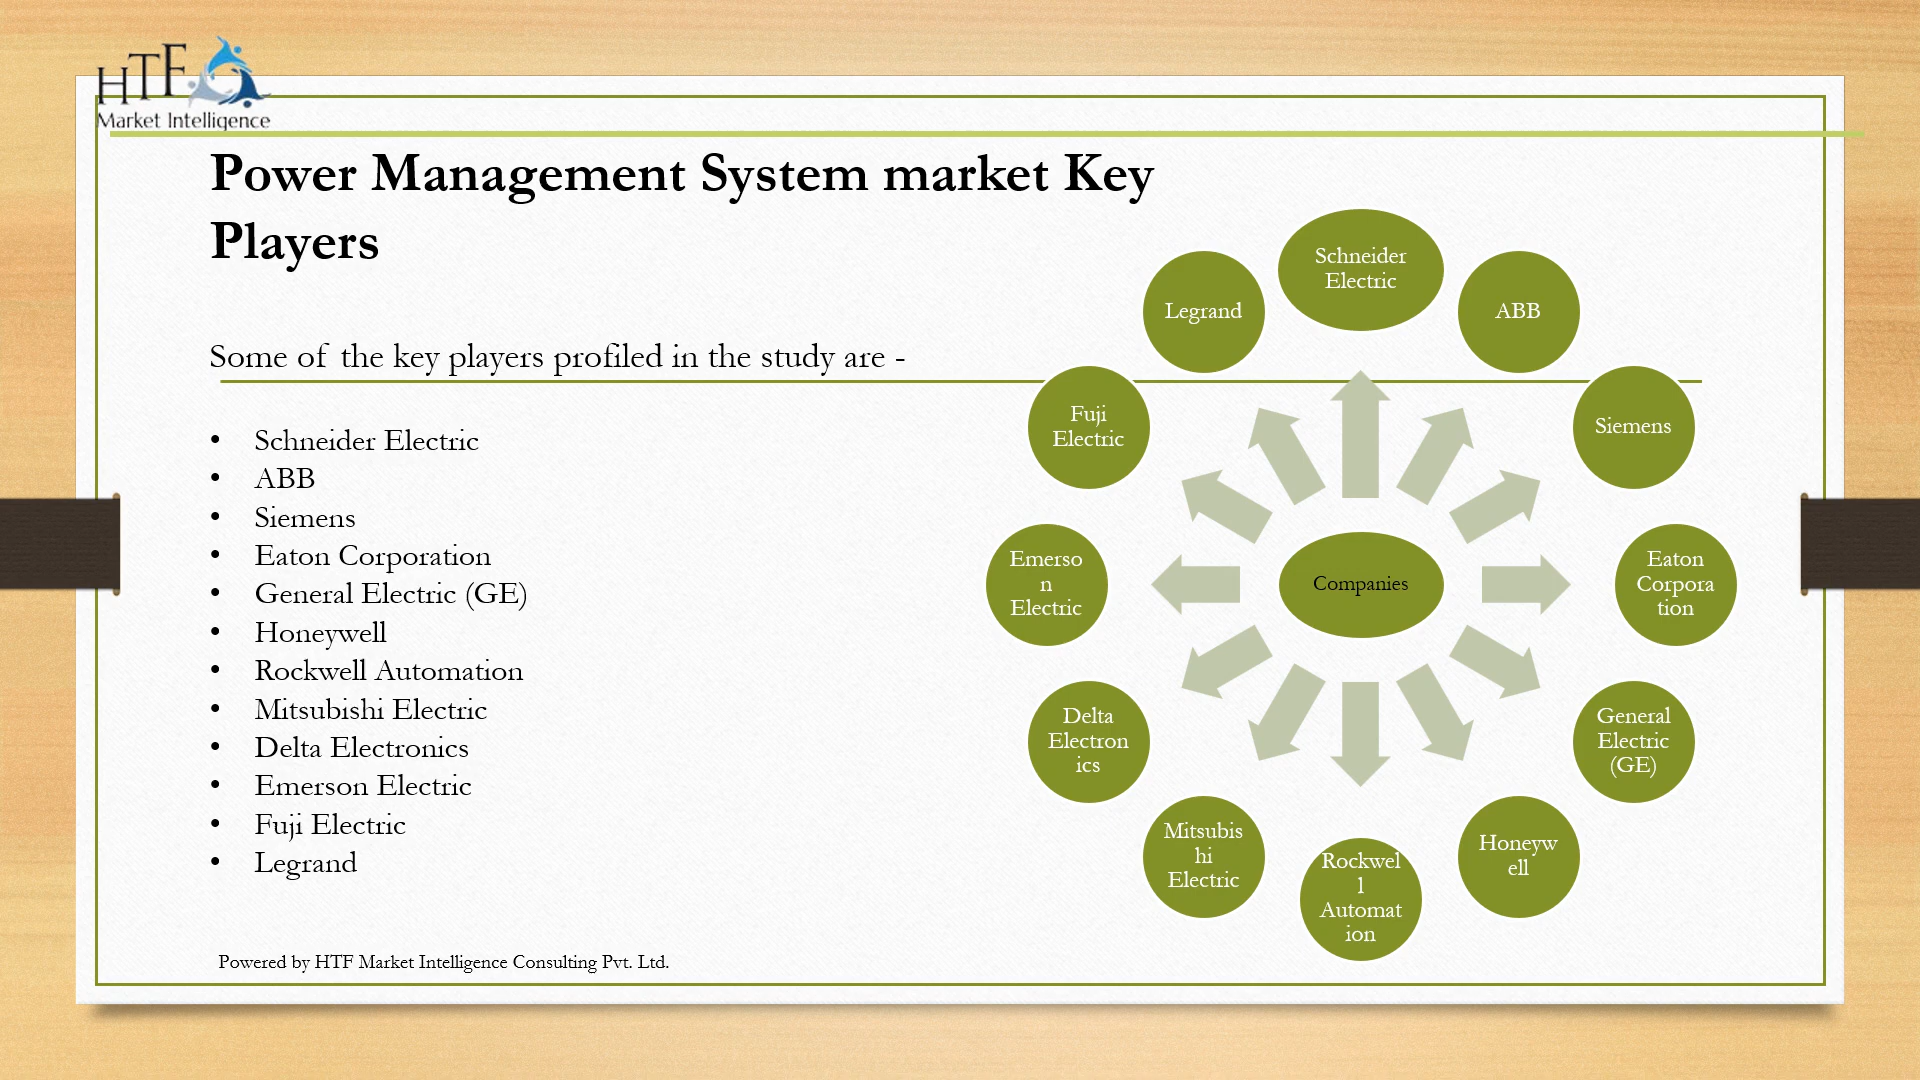 HTF
Market Intelligence
Power Management System market Key
Players
Some of the key players profiled in the study are -
• Schneider Electric
• ABB
• Siemens
• Eaton Corporation
• General Electric (GE)
• Honeywell
• Rockwell Automation
• Mitsubishi Electric
• Delta Electronics
• Emerson Electric
• Fuji Electric
• Legrand
Schneider
Electric
ABB
Siemens
Eaton
Corpora
tion
General
Electric
(GE)
Honeyw
ell
Rockwel
l
Automat
ion
Mitsubis
hi
Electric
Delta
Electron
ics
Emerso
n
Electric
Fuji
Electric
Legrand
Companies
Powered by HTF Market Intelligence Consulting Pvt. Ltd.